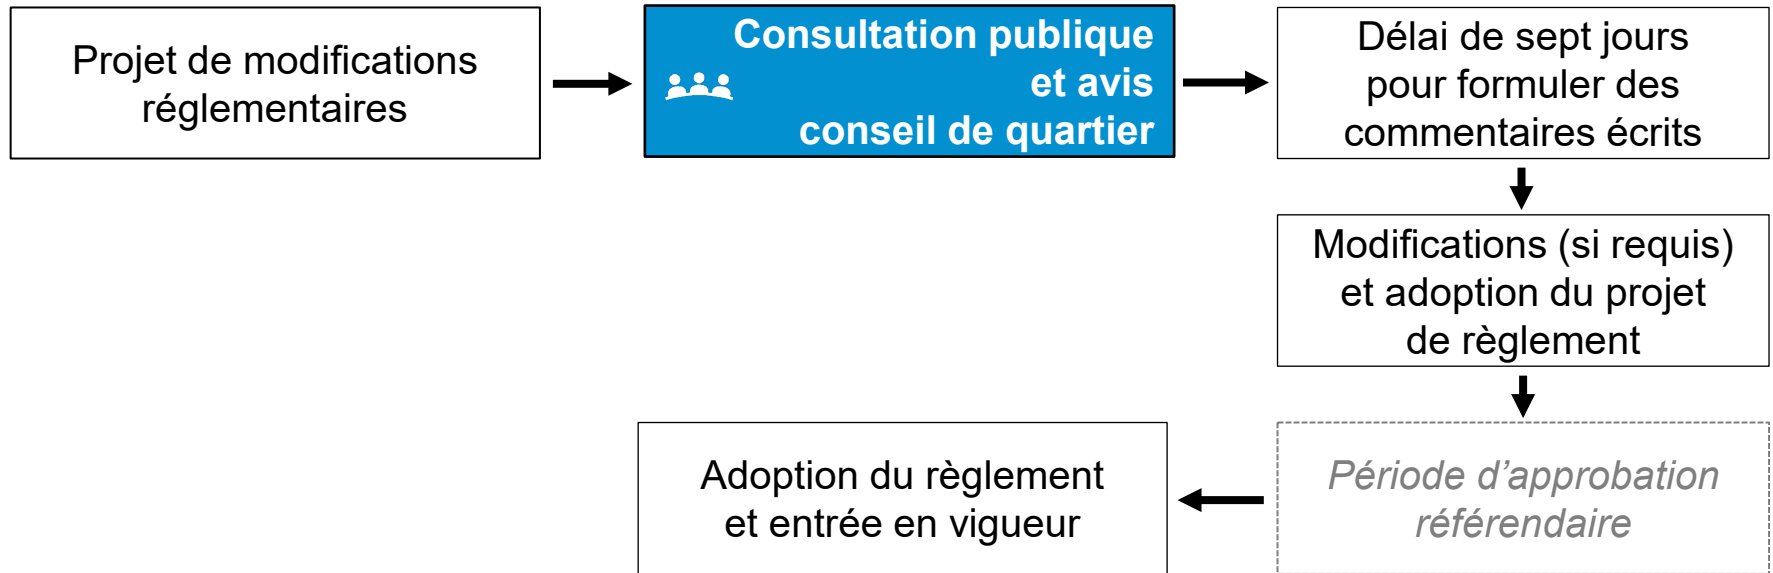 Projet de modifications
réglementaires
Consultation publique
et avis
conseil de quartier
Délai de sept jours
pour formuler des
commentaires écrits
Modifications (si requis)
et adoption du projet
de règlement
Période d’approbation
référendaire
Adoption du règlement
et entrée en vigueur